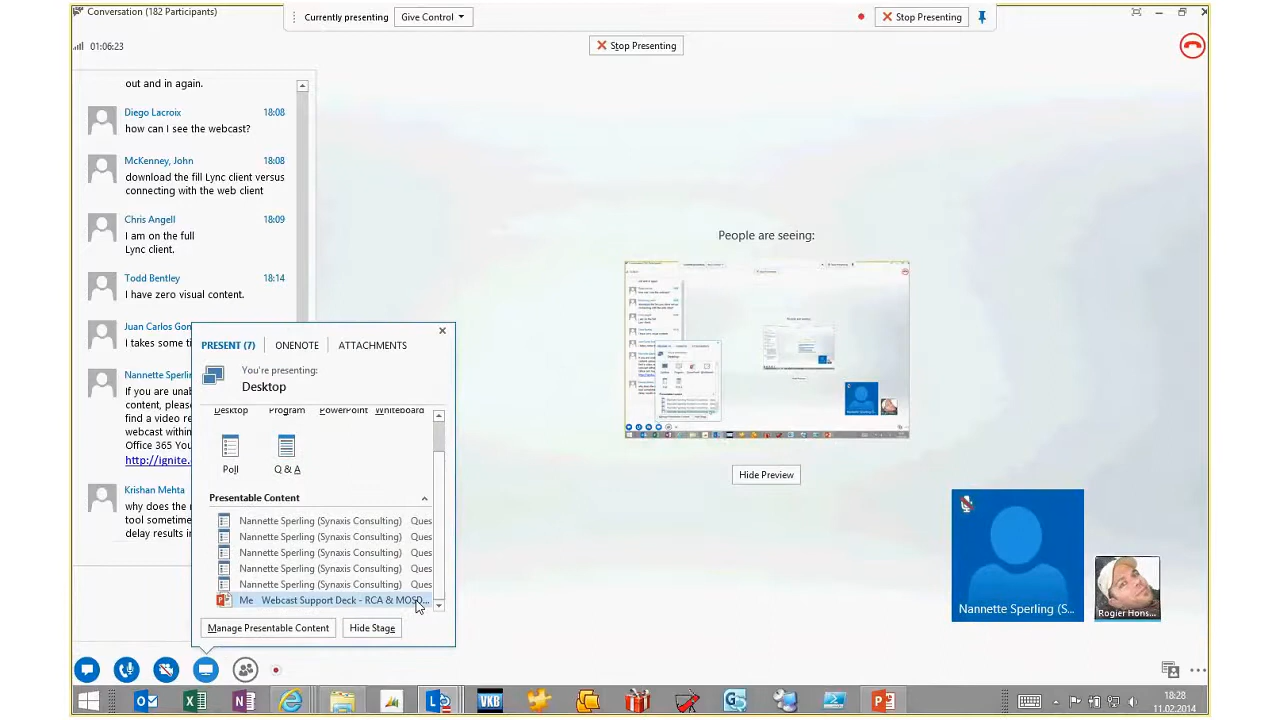 Conversation (182 Participants)
Currently presenting
Give Control
Stop Presenting
01:06:23
Stop Presenting
out and in again.
Diego Lacroix 18:08
how can I see the webcast?
McKenney, John 18:08
download the fill Lync client versus
connecting with the web client
Chris Angell 18:09
I am on the full
Lync client.
Todd Bentley 18:14
I have zero visual content.
Juan Carlos Gon
I takes some ti
Nannette Sperlin
If you are unab
content, please
find a video re
webcast within
Office 365 You
http://ignite.
Krishan Mehta
why does the r
tool sometime
delay results in
PRESENT (7) ONENOTE ATTACHMENTS
You're presenting:
Desktop
Desktop Program PowerPoint Whiteboard
Poll Q & A
Presentable Content
Nannette Sperling (Synaxis Consulting) Ques
Nannette Sperling (Synaxis Consulting) Ques
Nannette Sperling (Synaxis Consulting) Ques
Nannette Sperling (Synaxis Consulting) Ques
Nannette Sperling (Synaxis Consulting) Ques
Me Webcast Support Deck - RCA & MOSD...
Manage Presentable Content Hide Stage
People are seeing:
Hide Preview
Nannette Sperling (S...
Rogier Hons...
VKB
18:28
11.02.2014